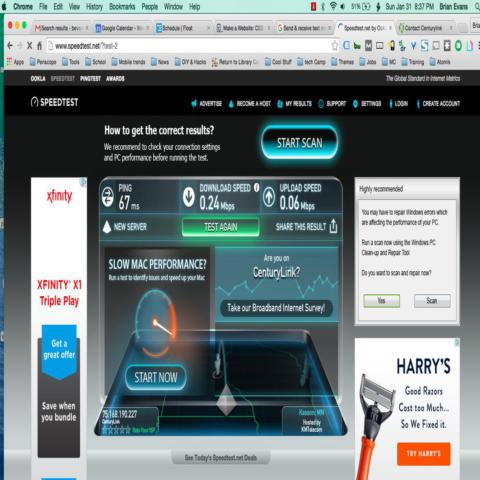 Chrome File Edit View History Bookmarks People Window Help
51% Sun Jan 31 8:37 PM Brian Evans
Search results - bevo
Google Calendar - We
Schedule | Float
Make a Website: CSS
Send & receive text
Speedtest.net by Ook
Contact Centurylink
www.speedtest.net/?test-2
Apps Periscope Tools School Mobile trends News DIY & Hacks Return to Library Cool Stuff tech Camp Themes Jobs MC Training
Other Bookmarks
OOKLA SPEEDTEST PINGTEST AWARDS
The Global Standard in Internet Metrics
SPEEDTEST
ADVERTISE BECOME A HOST MY RESULTS SUPPORT SETTINGS LOGIN CREATE ACCOUNT
How to get the correct results?
We recommend to check your connection settings
and PC performance before running the test.
START SCAN
PING
67 ms
DOWNLOAD SPEED
0.24 Mbps
UPLOAD SPEED
0.06 Mbps
NEW SERVER
TEST AGAIN
SHARE THIS RESULT
SLOW MAC PERFORMANCE?
Run a test to identify issues and speed up your Mac
START NOW
Are you on
CenturyLink?
Take our Broadband Internet Survey!
75.168.190.227
CenturyLink
Rate Your ISP
Kasson, MN
Hosted by
KMTelecom
See Today's Speedtest.net Deals
xfinity
XFINITY® X1
Triple Play
Get a
great offer
Save when
you bundle
Highly recommended
You may have to repair Windows errors which
are affecting the performance of your PC.
Run a scan now using the Windows PC
Clean-up and Repair Tool
Do you want to scan and repair now?
Yes
Scan
HARRY'S
Good Razors
Cost too Much...
So We Fixed it.
TRY HARRY'S